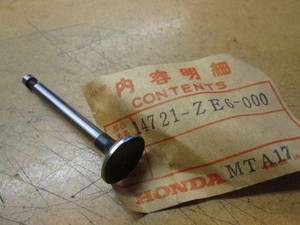 内容明細
CONTENTS
14721-ZE6-000
HONDA MTA17